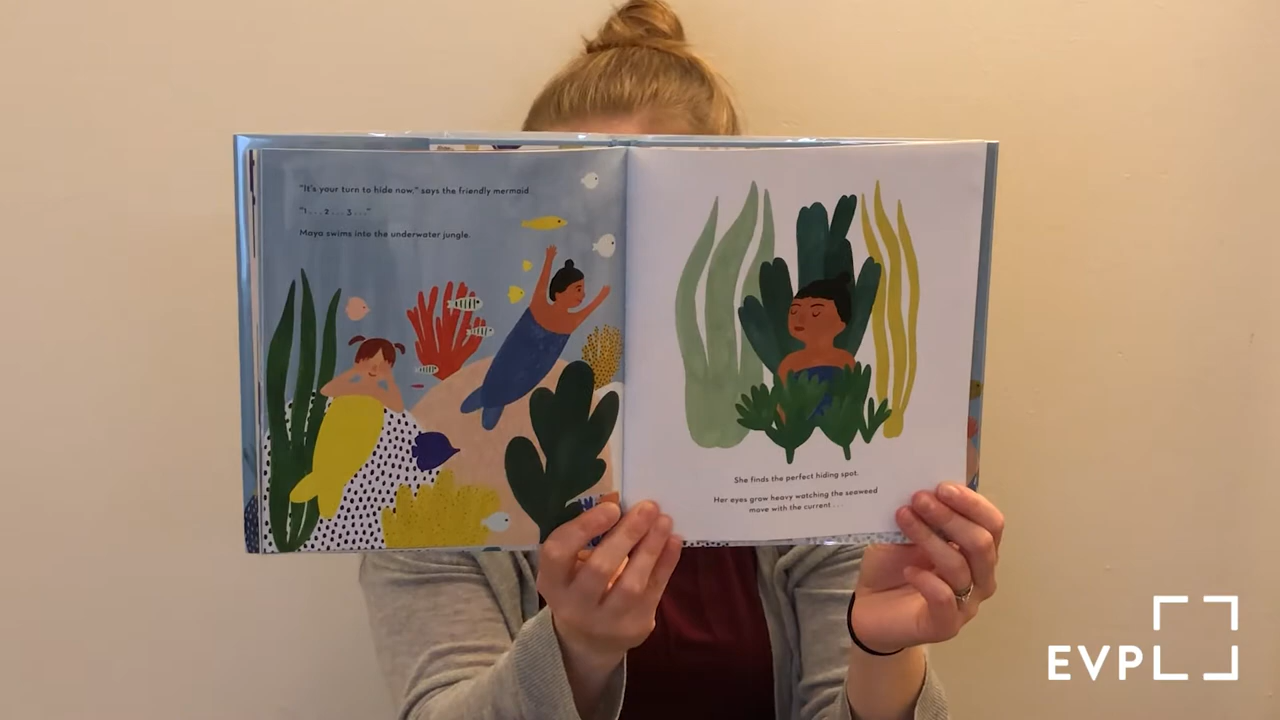 "It's your turn to hide now," says the friendly mermaid.
"1 . . . 2 . . . 3 . . ."
Maya swims into the underwater jungle.
She finds the perfect hiding spot.
Her eyes grow heavy watching the seaweed
move with the current . . .
EVPL